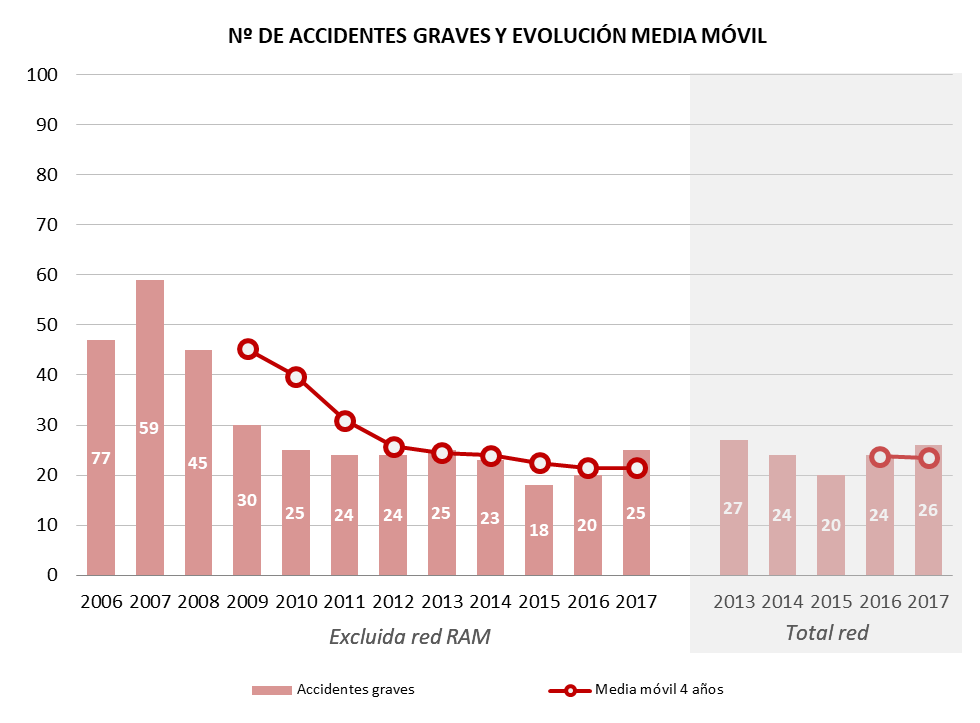 Nº DE ACCIDENTES GRAVES Y EVOLUCIÓN MEDIA MÓVIL
100
90
80
70
60
50
40
30
20
10
0
77 59 45 30 25 24 24 25 23 18 20 25 27 24 20 24 26
2006 2007 2008 2009 2010 2011 2012 2013 2014 2015 2016 2017 2013 2014 2015 2016 2017
Excluida red RAM Total red
Accidentes graves Media móvil 4 años